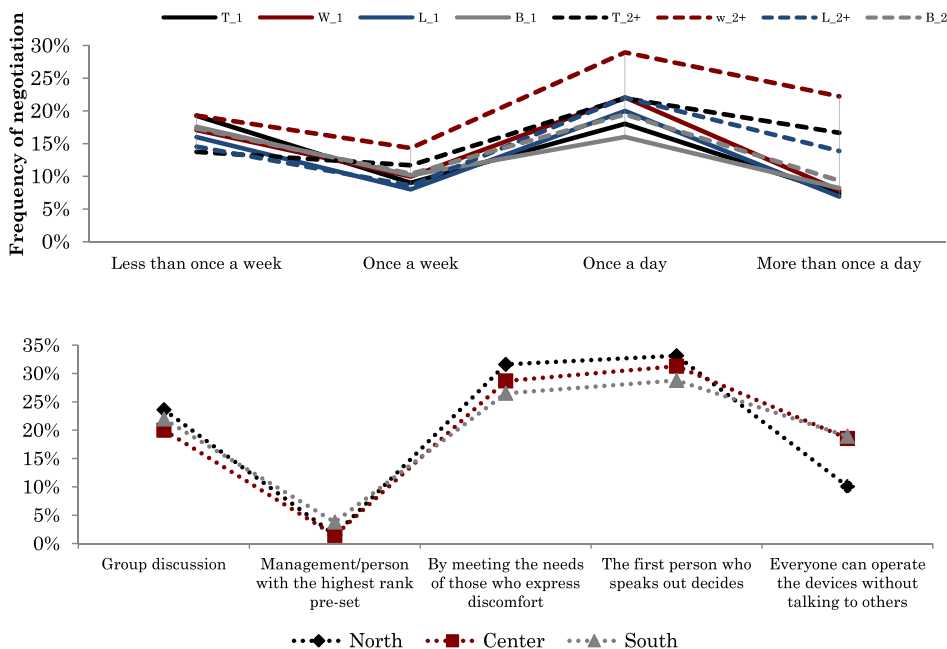 T_1 W_1 L_1 B_1 T_2+ w_2+ L_2+ B_2
Frequency of negotiation
30%
25%
20%
15%
10%
5%
0%
Less than once a week Once a week Once a day More than once a day
35%
30%
25%
20%
15%
10%
5%
0%
Group discussion
Management/person
with the highest rank
pre-set
By meeting the needs
of those who express
discomfort
The first person who
speaks out decides
Everyone can operate
the devices without
talking to others
North Center South